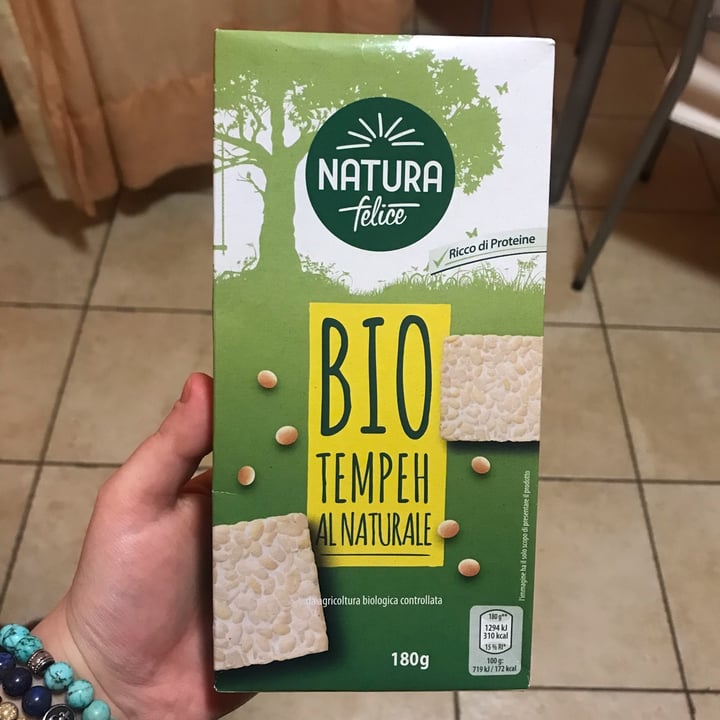 NATURA
felice
Ricco di Proteine
BIO
TEMPEH
AL NATURALE
l'immagine ha il solo scopo di presentare il prodotto
da agricoltura biologica controllata
180g
180 g**
1294 kJ
310 kcal
15 % RI*
100 g:
719 kJ / 172 kcal